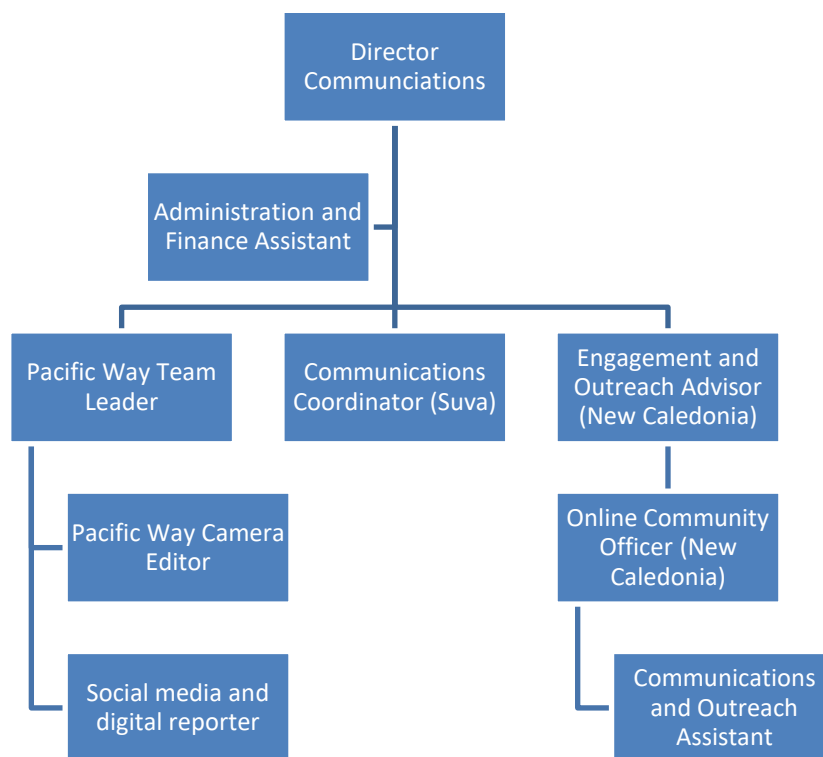 Director
Communciations
Administration and
Finance Assistant
Pacific Way Team
Leader
Communications
Coordinator (Suva)
Engagement and
Outreach Advisor
(New Caledonia)
Pacific Way Camera
Editor
Online Community
Officer (New
Caledonia)
Social media and
digital reporter
Communications
and Outreach
Assistant